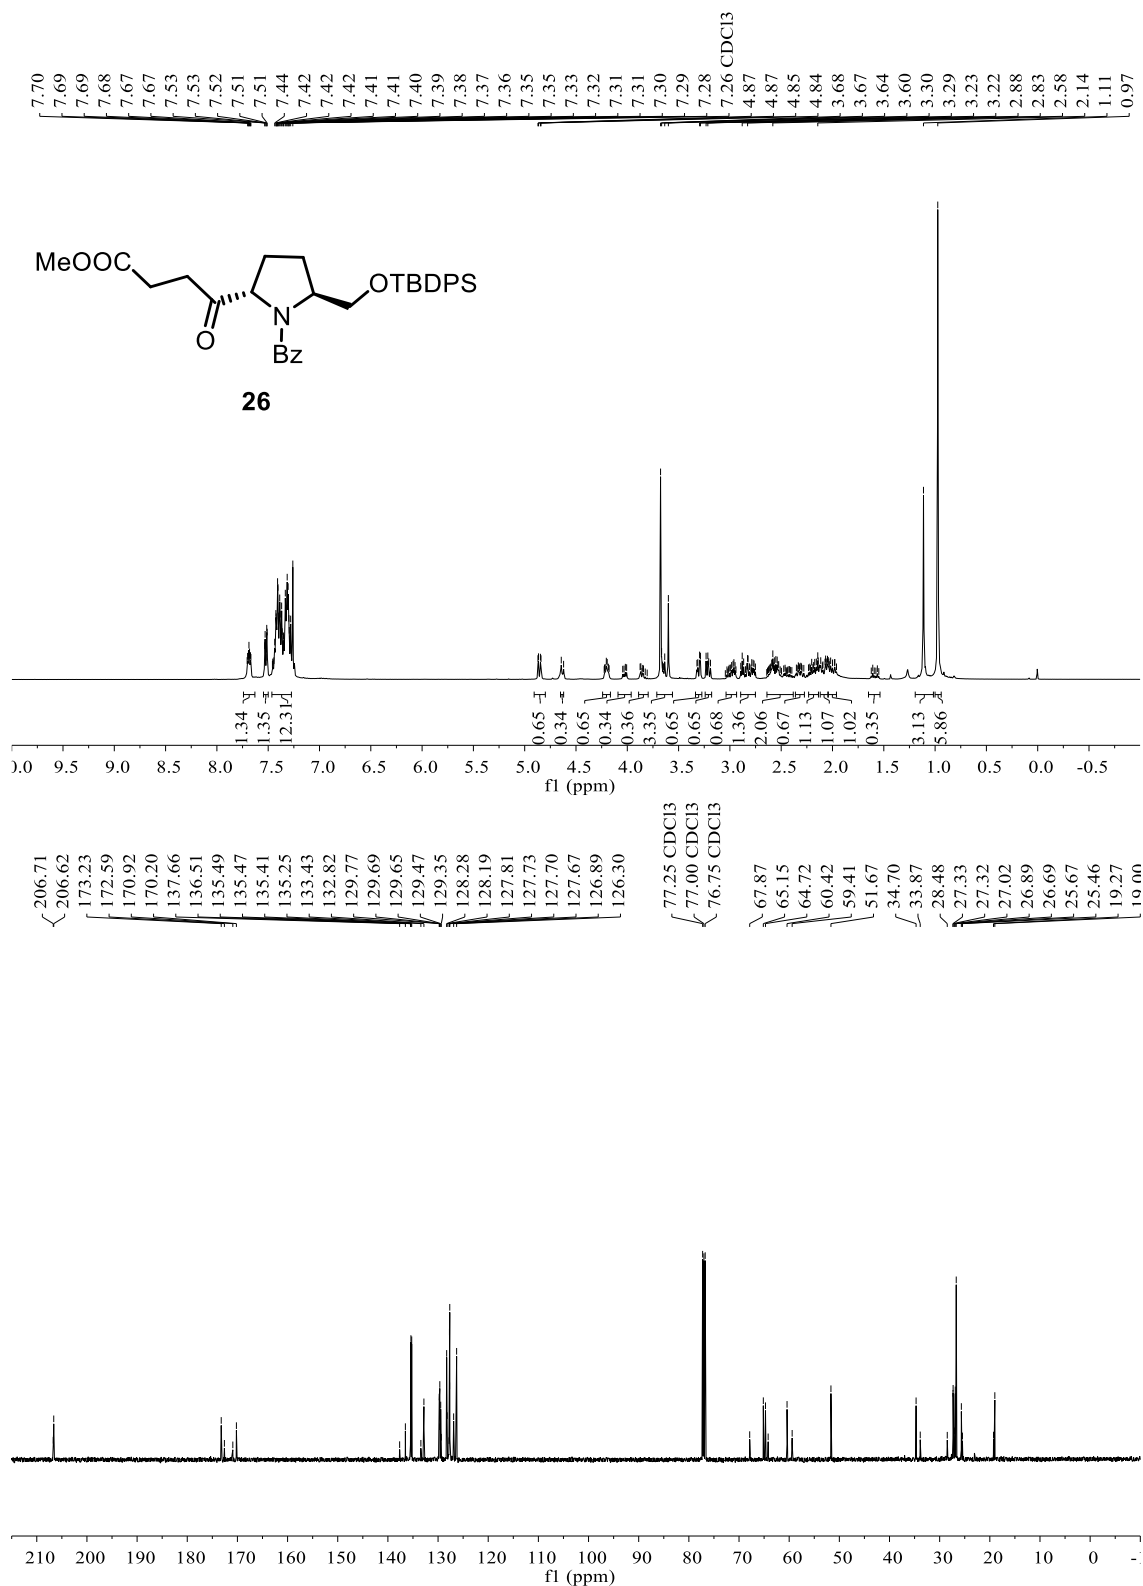 7.70 7.69 7.69 7.68 7.67 7.67 7.53 7.53 7.52 7.51 7.51 7.44 7.42 7.42 7.42 7.41 7.41 7.40 7.39 7.38 7.37 7.36 7.35 7.35 7.33 7.32 7.31 7.31 7.30 7.29 7.28 7.26 CDCl3 4.87 4.87 4.85 4.84 3.68 3.67 3.64 3.60 3.30 3.29 3.23 3.22 2.88 2.83 2.58 2.14 1.11 0.97
MeOOC
OTBDPS
N
O
Bz
26
1.34 1.35 12.31 0.65 0.34 0.65 0.34 0.36 3.35 0.65 0.65 0.68 1.36 2.06 0.67 1.13 1.07 1.02 0.35 3.13 5.86
0.0 9.5 9.0 8.5 8.0 7.5 7.0 6.5 6.0 5.5 5.0 4.5 4.0 3.5 3.0 2.5 2.0 1.5 1.0 0.5 0.0 -0.5
f1 (ppm)
206.71 206.62 173.23 172.59 170.92 170.20 137.66 136.51 135.49 135.47 135.41 135.25 133.43 132.82 129.77 129.69 129.65 129.47 129.35 128.28 128.19 127.81 127.73 127.70 127.67 126.89 126.30 77.25 CDCl3 77.00 CDCl3 76.75 CDCl3 67.87 65.15 64.72 60.42 59.41 51.67 34.70 33.87 28.48 27.33 27.32 27.02 26.89 26.69 25.67 25.46 19.27 19.00
210 200 190 180 170 160 150 140 130 120 110 100 90 80 70 60 50 40 30 20 10 0
f1 (ppm)